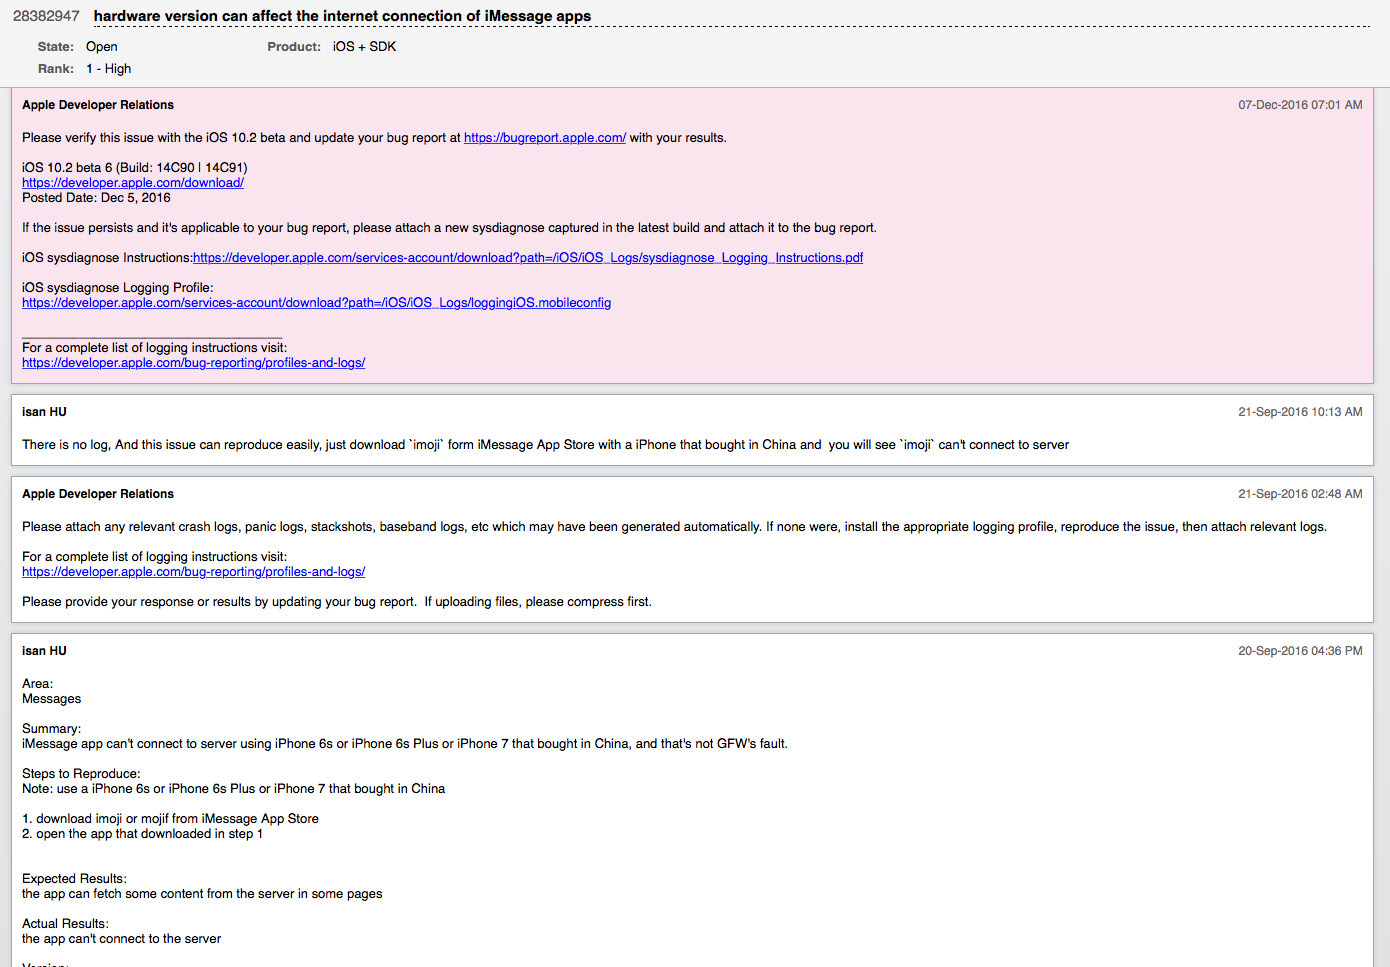 28382947 hardware version can affect the internet connection of iMessage apps
State: Open Product: iOS + SDK
Rank: 1 - High
Apple Developer Relations 07-Dec-2016 07:01 AM
Please verify this issue with the iOS 10.2 beta and update your bug report at https://bugreport.apple.com/ with your results.
iOS 10.2 beta 6 (Build: 14C90 | 14C91)
https://developer.apple.com/download/
Posted Date: Dec 5, 2016
If the issue persists and it's applicable to your bug report, please attach a new sysdiagnose captured in the latest build and attach it to the bug report.
iOS sysdiagnose Instructions:https://developer.apple.com/services-account/download?path=/iOS/iOS_Logs/sysdiagnose_Logging_Instructions.pdf
iOS sysdiagnose Logging Profile:
https://developer.apple.com/services-account/download?path=/iOS/iOS_Logs/loggingiOS.mobileconfig
For a complete list of logging instructions visit:
https://developer.apple.com/bug-reporting/profiles-and-logs/
isan HU 21-Sep-2016 10:13 AM
There is no log, And this issue can reproduce easily, just download `imoji` form iMessage App Store with a iPhone that bought in China and  you will see `imoji` can't connect to server
Apple Developer Relations 21-Sep-2016 02:48 AM
Please attach any relevant crash logs, panic logs, stackshots, baseband logs, etc which may have been generated automatically. If none were, install the appropriate logging profile, reproduce the issue, then attach relevant logs.
For a complete list of logging instructions visit:
https://developer.apple.com/bug-reporting/profiles-and-logs/
Please provide your response or results by updating your bug report.  If uploading files, please compress first.
isan HU 20-Sep-2016 04:36 PM
Area:
Messages
Summary:
iMessage app can't connect to server using iPhone 6s or iPhone 6s Plus or iPhone 7 that bought in China, and that's not GFW's fault.
Steps to Reproduce:
Note: use a iPhone 6s or iPhone 6s Plus or iPhone 7 that bought in China
1. download imoji or mojif from iMessage App Store
2. open the app that downloaded in step 1
Expected Results:
the app can fetch some content from the server in some pages
Actual Results:
the app can't connect to the server
Version: